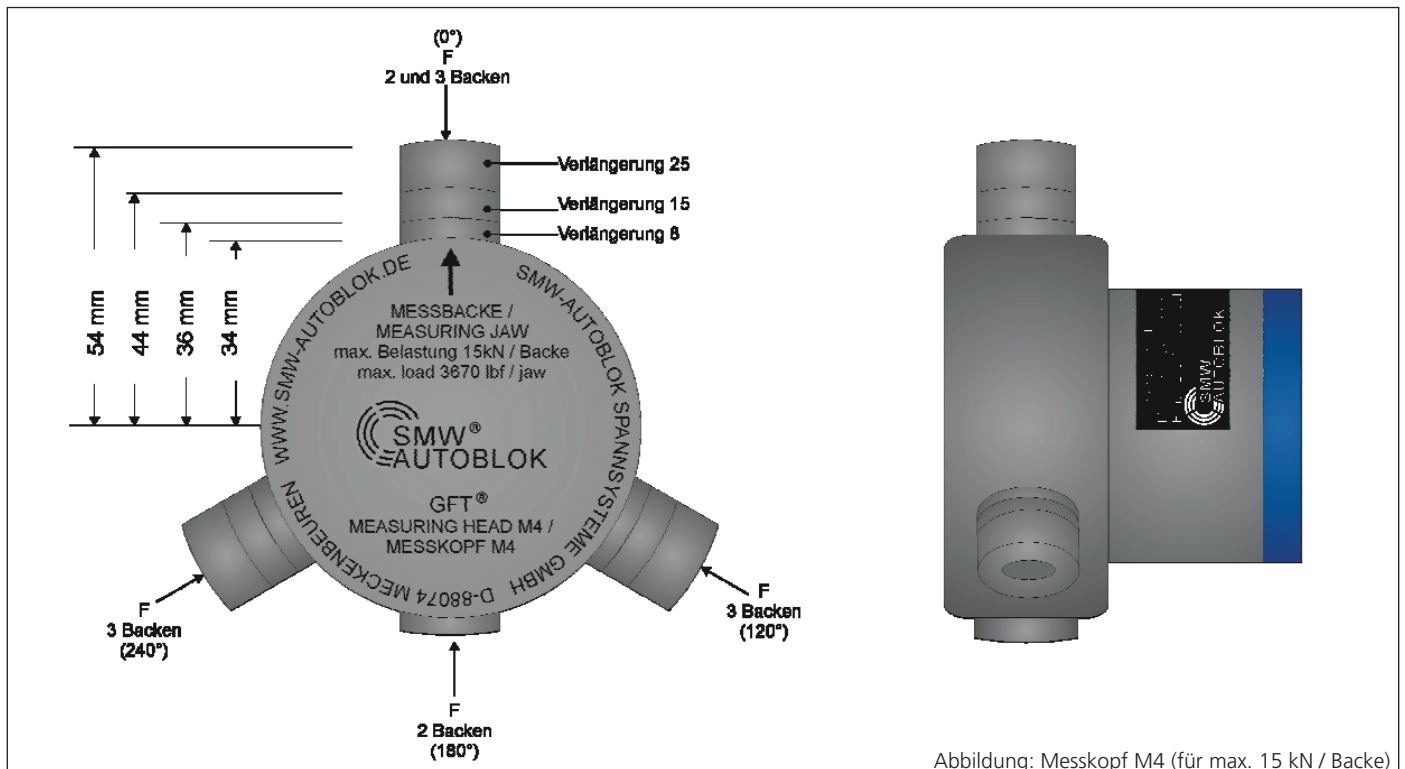 (0°)
F
2 und 3 Backen
Verlängerung 25
Verlängerung 15
Verlängerung 8
54 mm
44 mm
36 mm
34 mm
WWW.SMW-AUTOBLOK.DE
SMW-AUTOBLOK SPANNSYSTEME GMBH D-88074 MECKENBEUREN
MESSBACKE /
MEASURING JAW
max. Belastung 15kN / Backe
max. load 3670 lbf / jaw
SMW®
AUTOBLOK
GFT®
MEASURING HEAD M4 /
MESSKOPF M4
F
3 Backen
(240°)
F
3 Backen
(120°)
F
2 Backen
(180°)
SMW
AUTOBLOK
Abbildung: Messkopf M4 (für max. 15 kN / Backe)